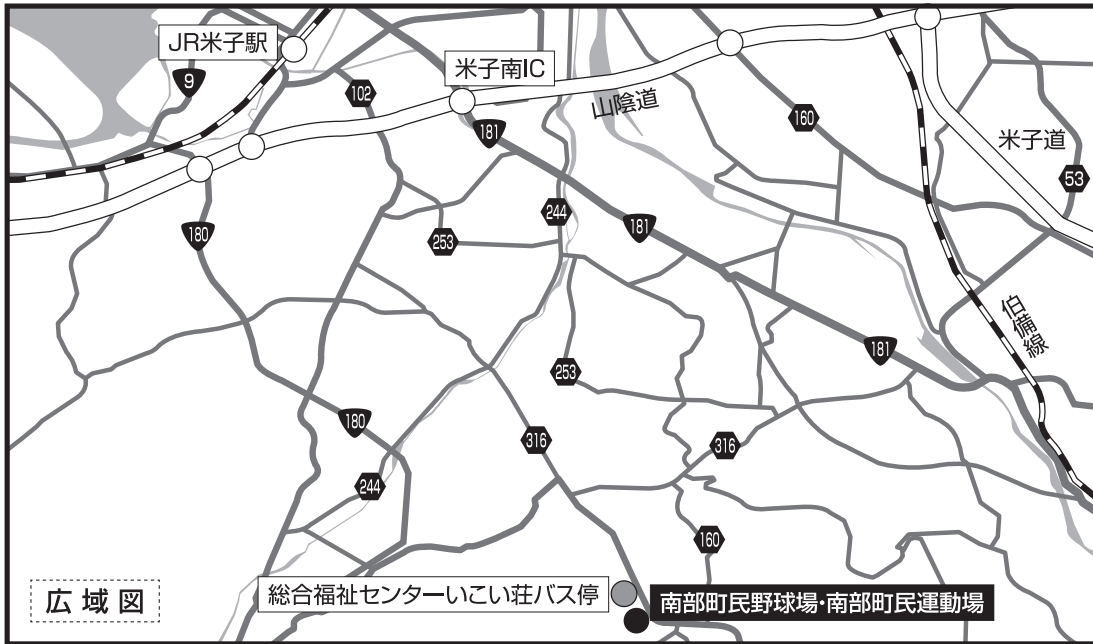 JR米子駅
米子南IC
9
102
181
山陰道
160
米子道
53
180
253
244
181
伯備線
253
181
180
316
316
244
160
総合福祉センターいこい荘バス停
南部町民野球場・南部町民運動場
広域図